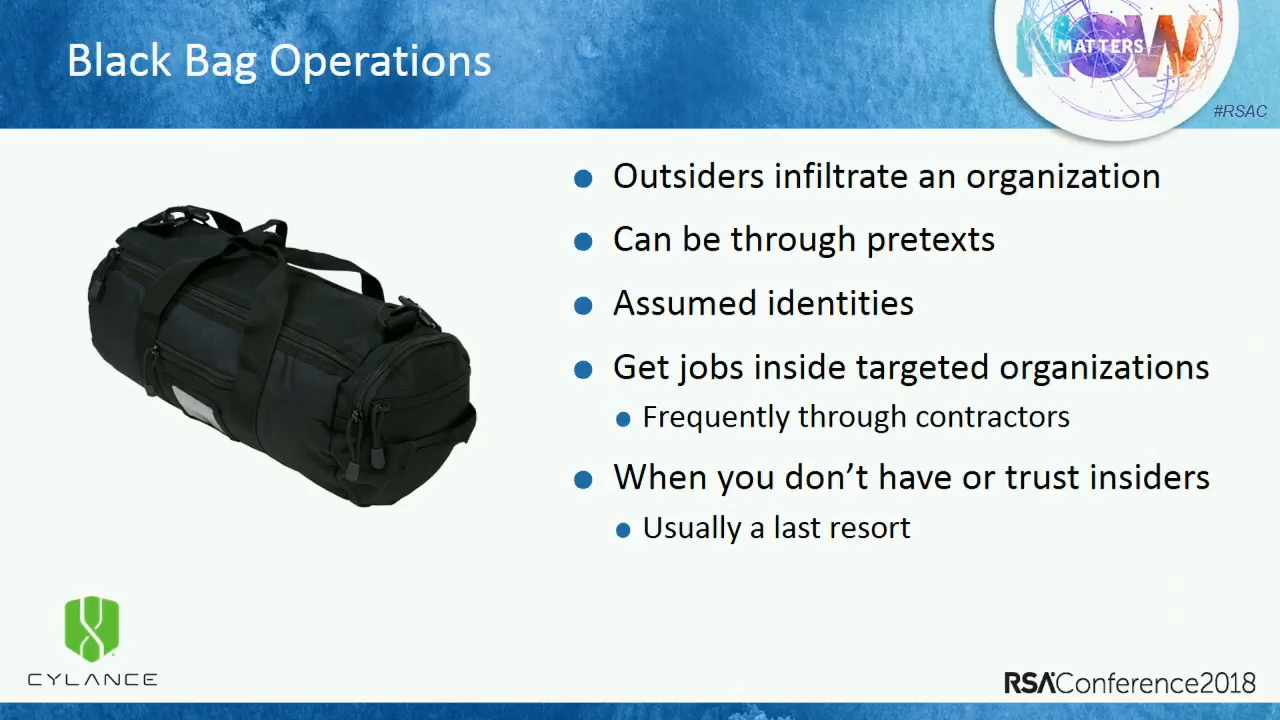 Black Bag Operations
NOW
MATTERS
#RSAC
Outsiders infiltrate an organization
Can be through pretexts
Assumed identities
Get jobs inside targeted organizations
Frequently through contractors
When you don’t have or trust insiders
Usually a last resort
CYLANCE
RSAConference2018